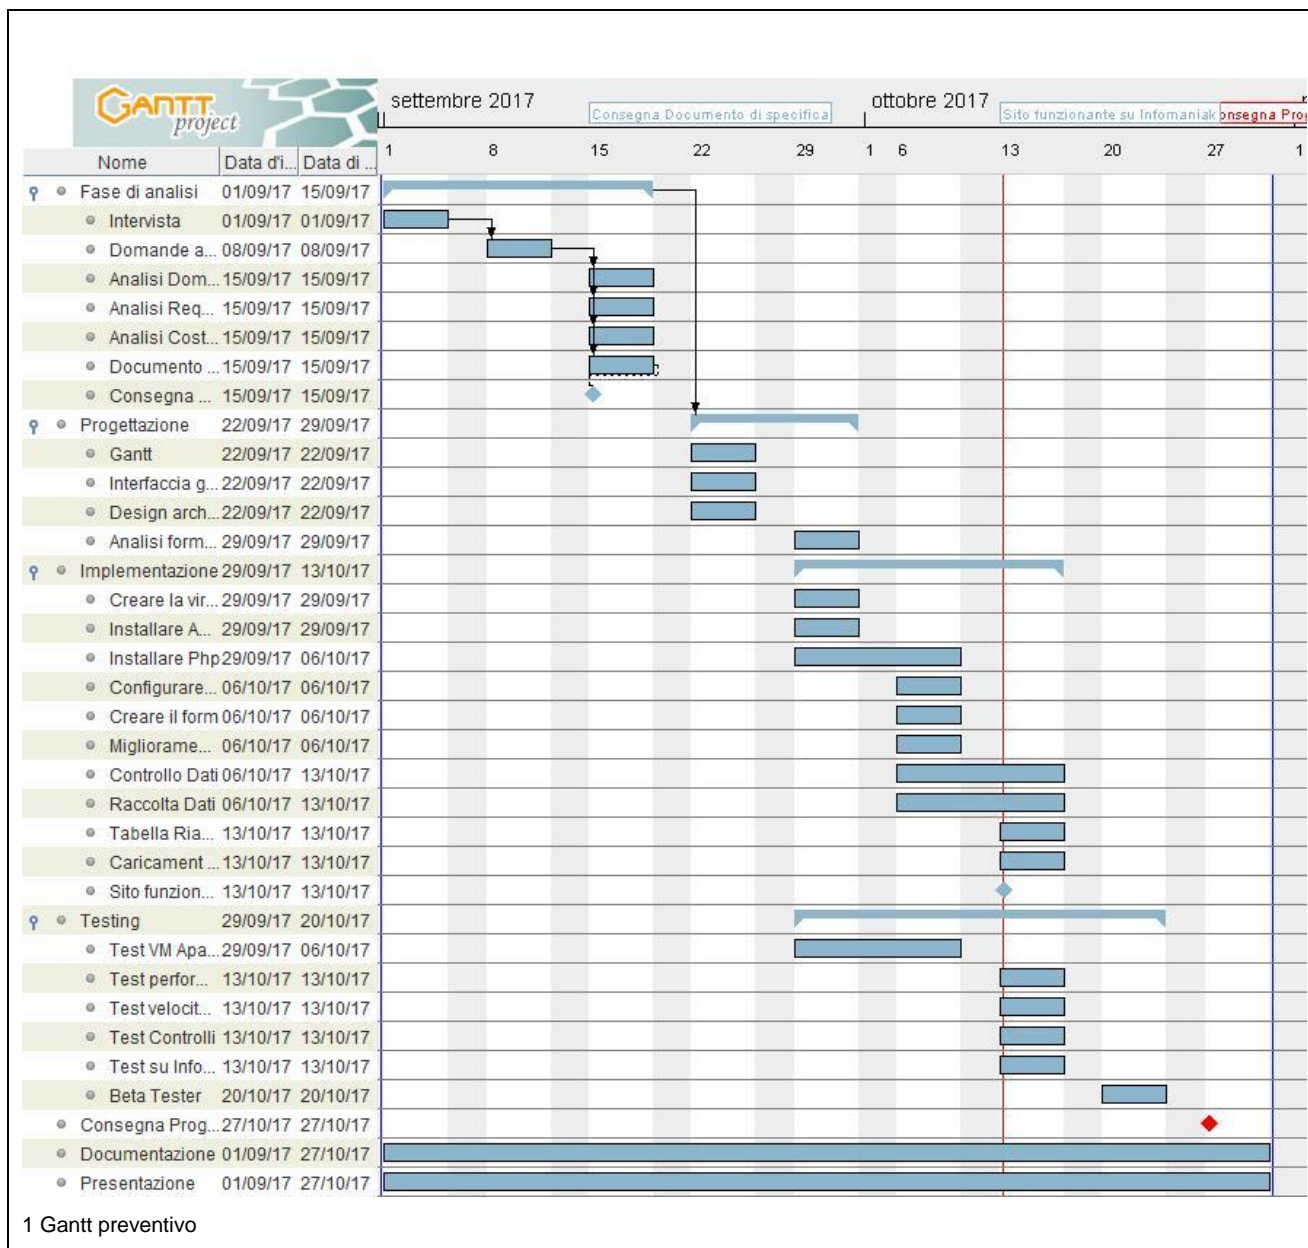 GANTT
project
settembre 2017
ottobre 2017
Consegna Documento di specifica
Sito funzionante su Infomaniak
onsegna Prog
Nome Data d'i... Data di ...
1 8 15 22 29 1 6 13 20 27 1
Fase di analisi 01/09/17 15/09/17
Intervista 01/09/17 01/09/17
Domande a... 08/09/17 08/09/17
Analisi Dom... 15/09/17 15/09/17
Analisi Req... 15/09/17 15/09/17
Analisi Cost... 15/09/17 15/09/17
Documento ... 15/09/17 15/09/17
Consegna ... 15/09/17 15/09/17
Progettazione 22/09/17 29/09/17
Gantt 22/09/17 22/09/17
Interfaccia g... 22/09/17 22/09/17
Design arch... 22/09/17 22/09/17
Analisi form... 29/09/17 29/09/17
Implementazione 29/09/17 13/10/17
Creare la vir... 29/09/17 29/09/17
Installare A... 29/09/17 29/09/17
Installare Php 29/09/17 06/10/17
Configurare... 06/10/17 06/10/17
Creare il form 06/10/17 06/10/17
Migliorame... 06/10/17 06/10/17
Controllo Dati 06/10/17 13/10/17
Raccolta Dati 06/10/17 13/10/17
Tabella Ria... 13/10/17 13/10/17
Caricament ... 13/10/17 13/10/17
Sito funzion... 13/10/17 13/10/17
Testing 29/09/17 20/10/17
Test VM Apa... 29/09/17 06/10/17
Test perfor... 13/10/17 13/10/17
Test velocit... 13/10/17 13/10/17
Test Controlli 13/10/17 13/10/17
Test su Info... 13/10/17 13/10/17
Beta Tester 20/10/17 20/10/17
Consegna Prog... 27/10/17 27/10/17
Documentazione 01/09/17 27/10/17
Presentazione 01/09/17 27/10/17
1 Gantt preventivo